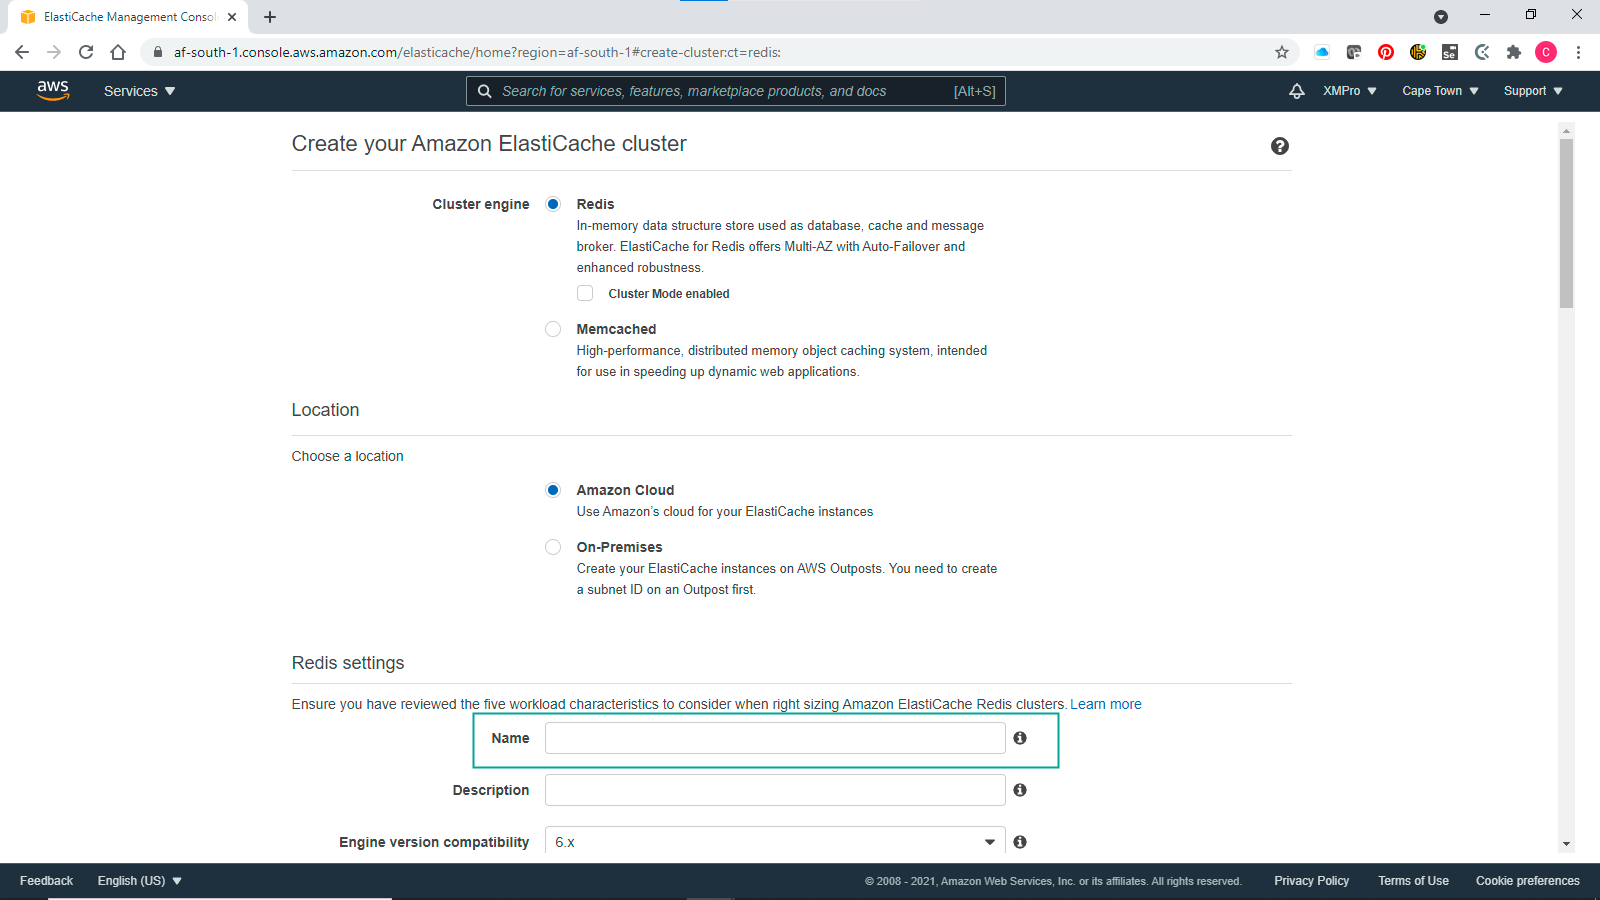 ElastiCache Management Consol
af-south-1.console.aws.amazon.com/elasticache/home?region=af-south-1#create-cluster:ct=redis:
Se
C
aws
Services
Search for services, features, marketplace products, and docs
[Alt+S]
XMPro
Cape Town
Support
Create your Amazon ElastiCache cluster
Cluster engine
Redis
In-memory data structure store used as database, cache and message
broker. ElastiCache for Redis offers Multi-AZ with Auto-Failover and
enhanced robustness.
Cluster Mode enabled
Memcached
High-performance, distributed memory object caching system, intended
for use in speeding up dynamic web applications.
Location
Choose a location
Amazon Cloud
Use Amazon’s cloud for your ElastiCache instances
On-Premises
Create your ElastiCache instances on AWS Outposts. You need to create
a subnet ID on an Outpost first.
Redis settings
Ensure you have reviewed the five workload characteristics to consider when right sizing Amazon ElastiCache Redis clusters. Learn more
Name
Description
Engine version compatibility
6.x
Feedback
English (US)
© 2008 - 2021, Amazon Web Services, Inc. or its affiliates. All rights reserved.
Privacy Policy
Terms of Use
Cookie preferences